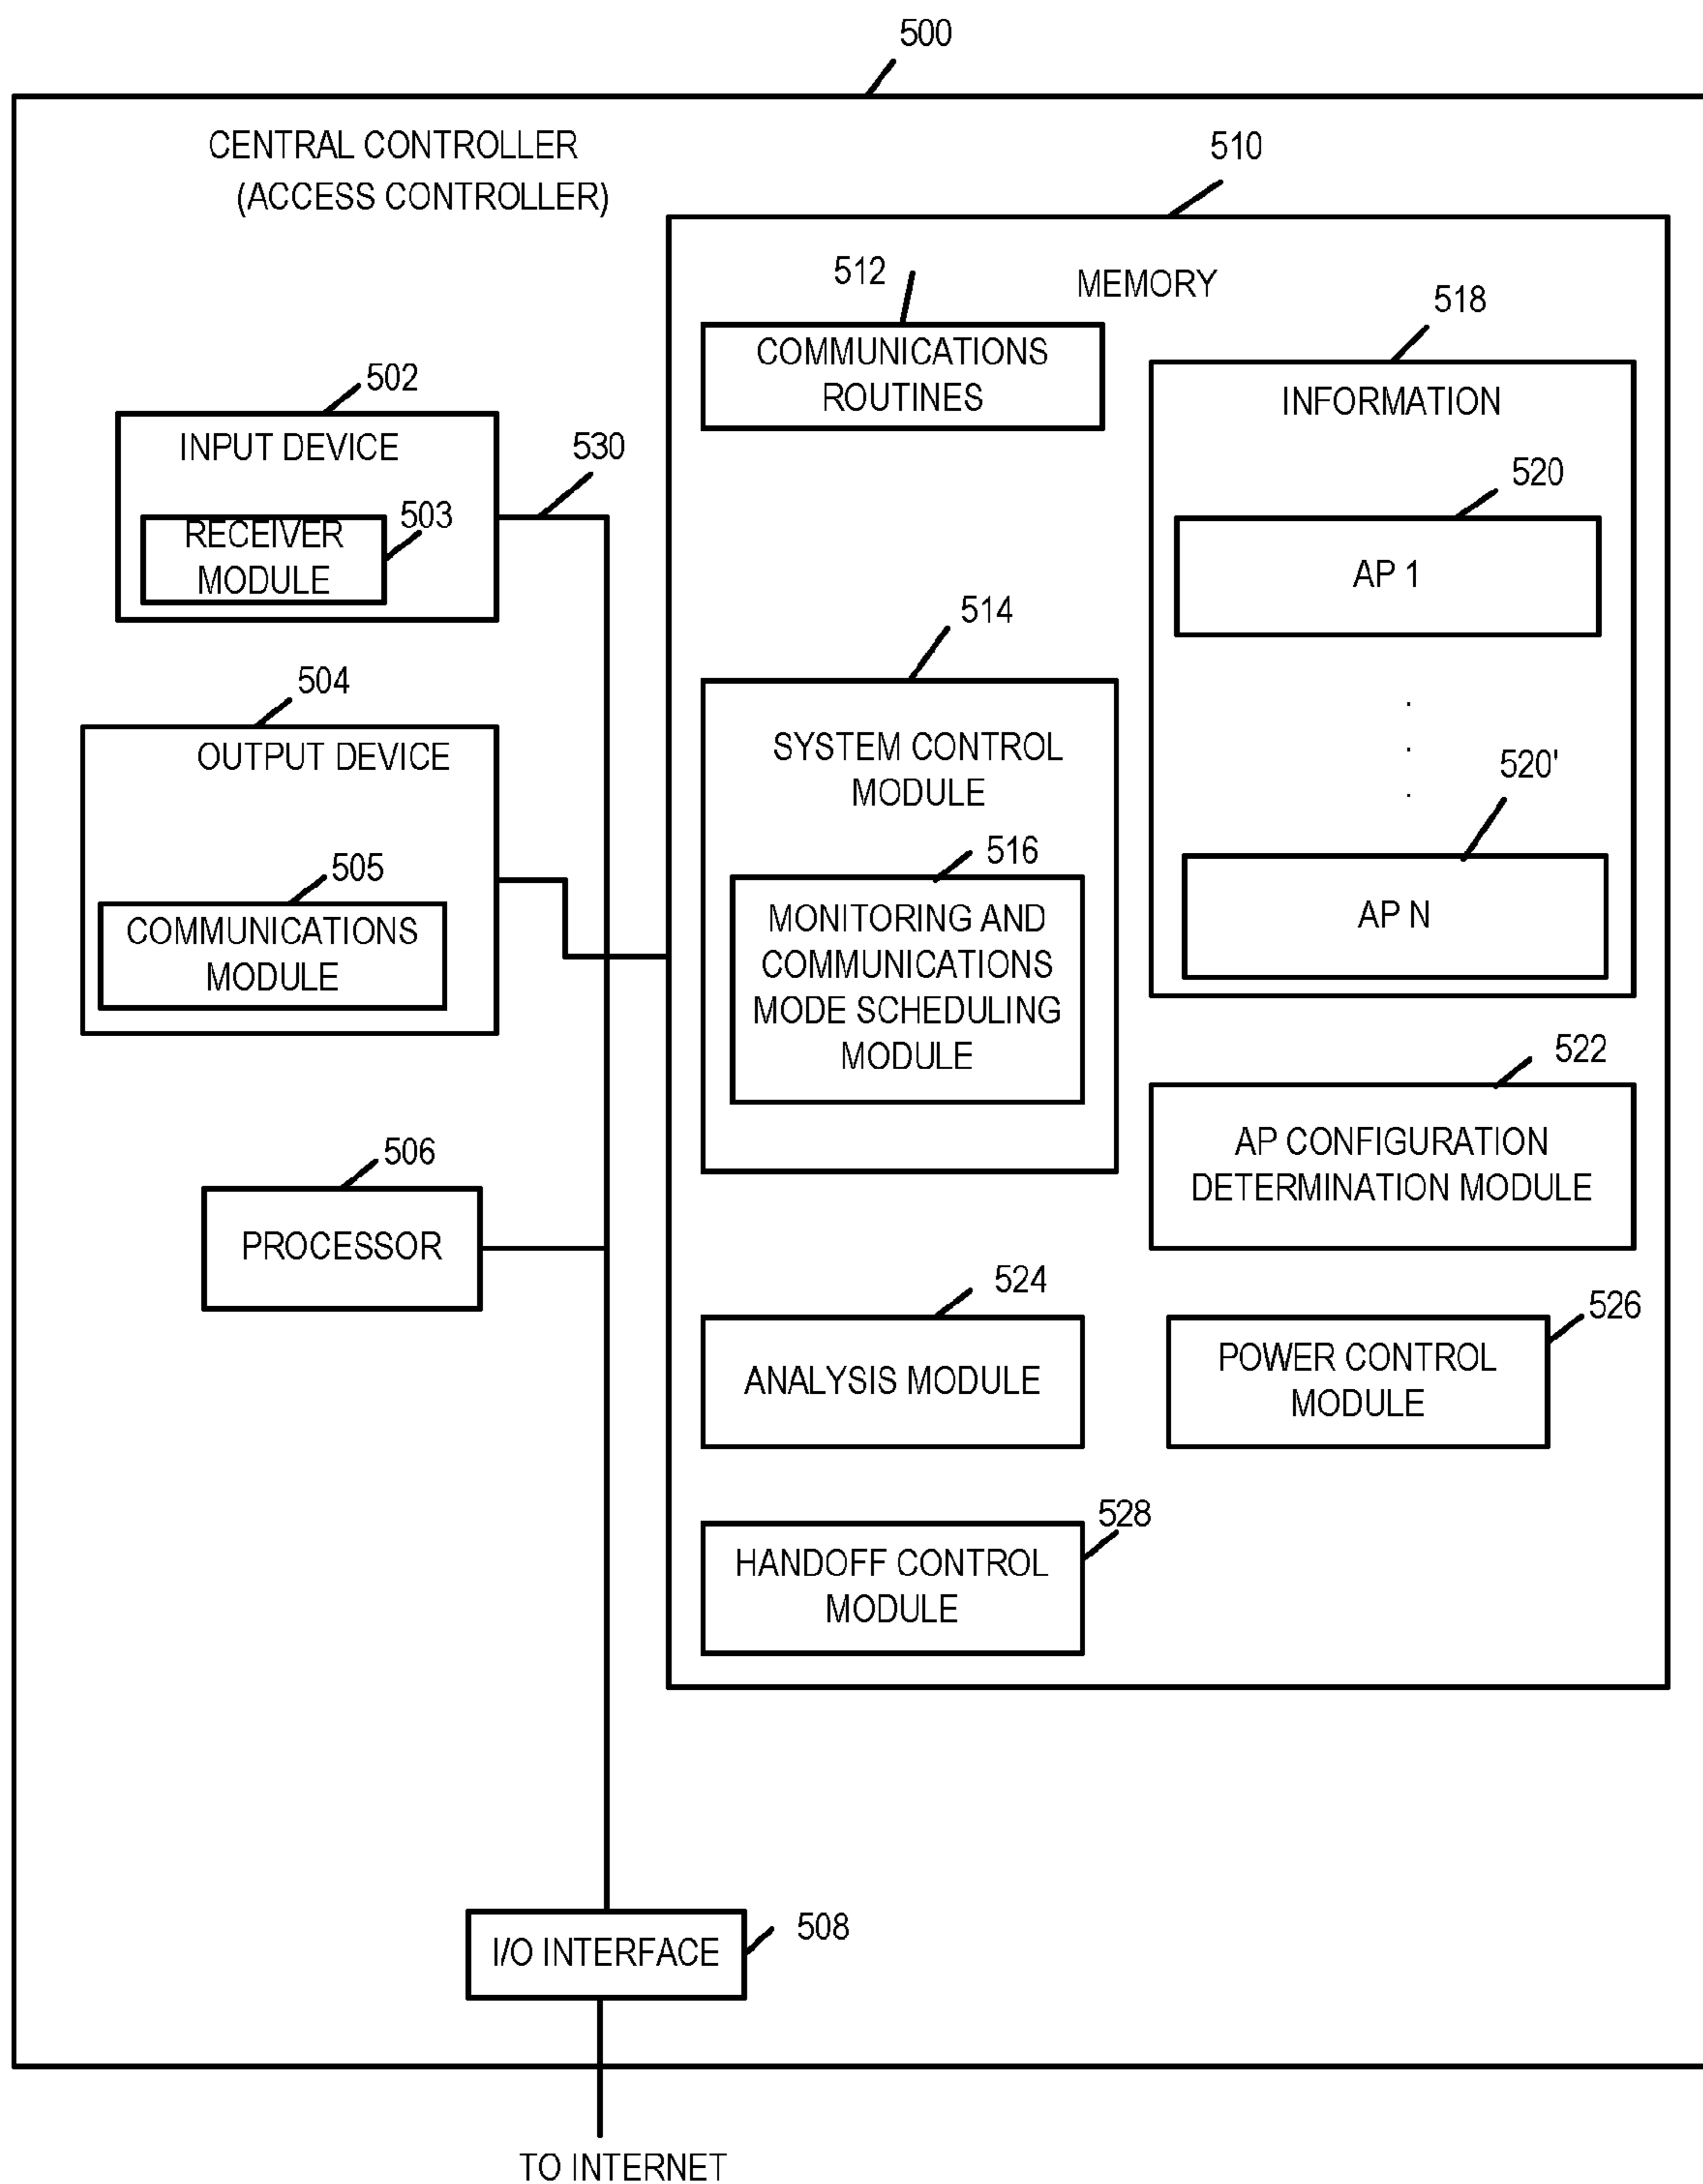 500
CENTRAL CONTROLLER
(ACCESS CONTROLLER)
510
512
MEMORY
518
COMMUNICATIONS
ROUTINES
INFORMATION
502
INPUT DEVICE
530
520
503
RECEIVER
MODULE
AP 1
514
504
OUTPUT DEVICE
SYSTEM CONTROL
MODULE
.
.
.
520'
505
COMMUNICATIONS
MODULE
516
MONITORING AND
COMMUNICATIONS
MODE SCHEDULING
MODULE
AP N
522
AP CONFIGURATION
DETERMINATION MODULE
506
PROCESSOR
524
ANALYSIS MODULE
526
POWER CONTROL
MODULE
528
HANDOFF CONTROL
MODULE
I/O INTERFACE
508
TO INTERNET